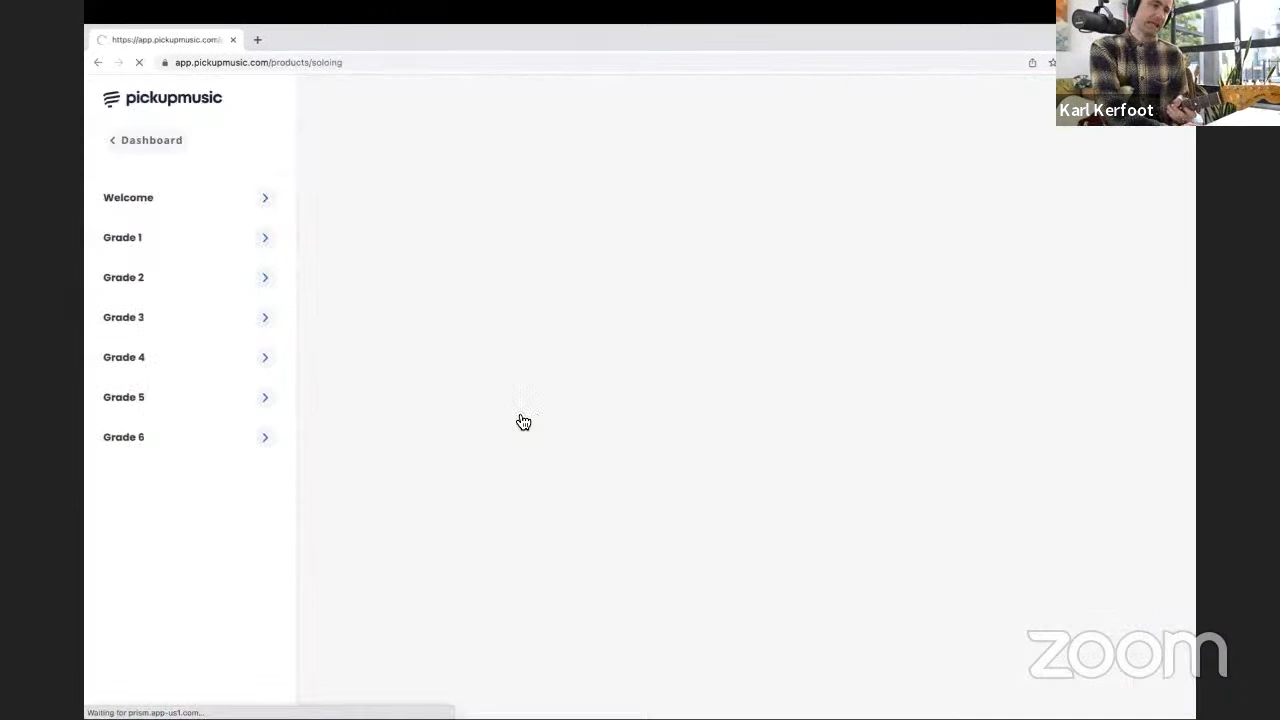 https://app.pickupmusic.com/
app.pickupmusic.com/products/soloing
pickupmusic
Dashboard
Welcome
Grade 1
Grade 2
Grade 3
Grade 4
Grade 5
Grade 6
Karl Kerfoot
zoom
Waiting for prism.app-us1.com...